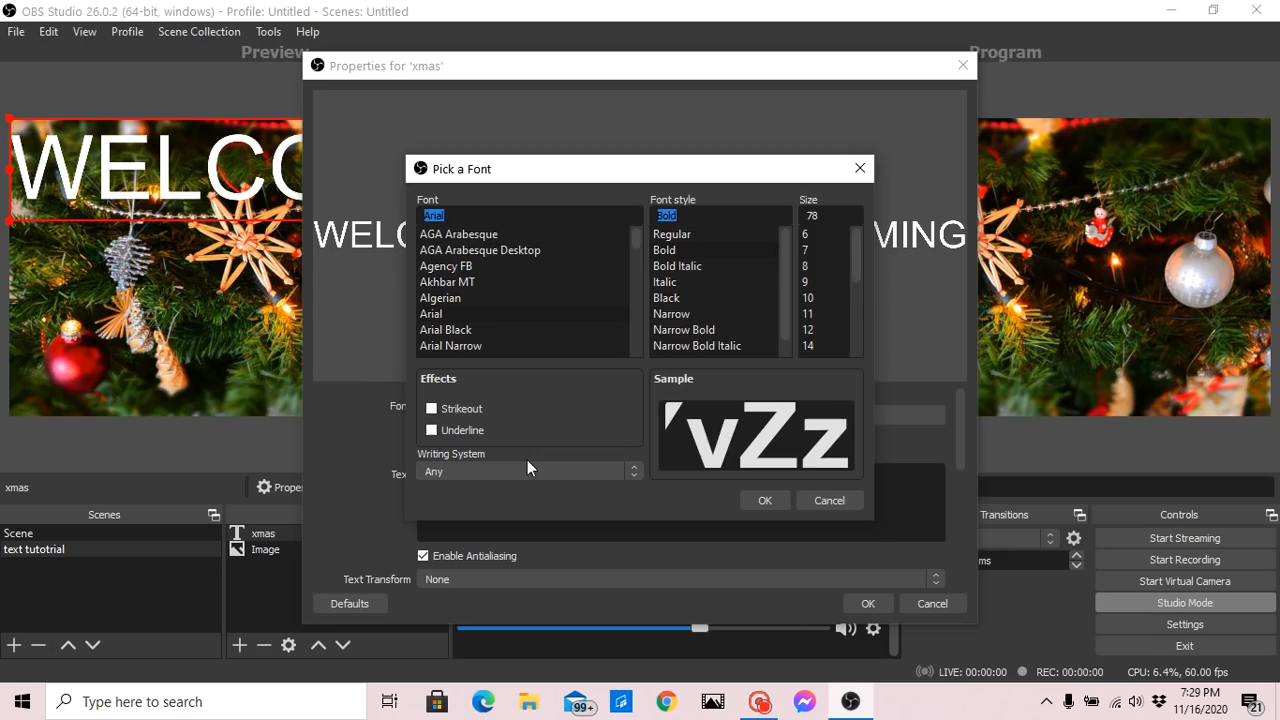 OBS Studio 26.0.2 (64-bit, windows) - Profile: Untitled - Scenes: Untitled
File Edit View Profile Scene Collection Tools Help
Preview
Program
Properties for 'xmas'
WELCO
Pick a Font
Font Font style Size
Arial Bold 78
AGA Arabesque Regular 6
AGA Arabesque Desktop Bold 7
Agency FB Bold Italic 8
Akhbar MT Italic 9
Algerian Black 10
Arial Narrow 11
Arial Black Narrow Bold 12
Arial Narrow Narrow Bold Italic 14
WELC MING
Effects Sample
Strikeout
Underline
vZz
Writing System
Any
OK Cancel
Fon
Tex
Enable Antialiasing
Text Transform None
Defaults OK Cancel
xmas Proper
Scenes
Scene
text tutotrial
xmas
Image
Transitions
ms
Controls
Start Streaming
Start Recording
Start Virtual Camera
Studio Mode
Settings
Exit
LIVE: 00:00:00 REC: 00:00:00 CPU: 6.4%, 60.00 fps
Type here to search
99+
7:29 PM
11/16/2020
21